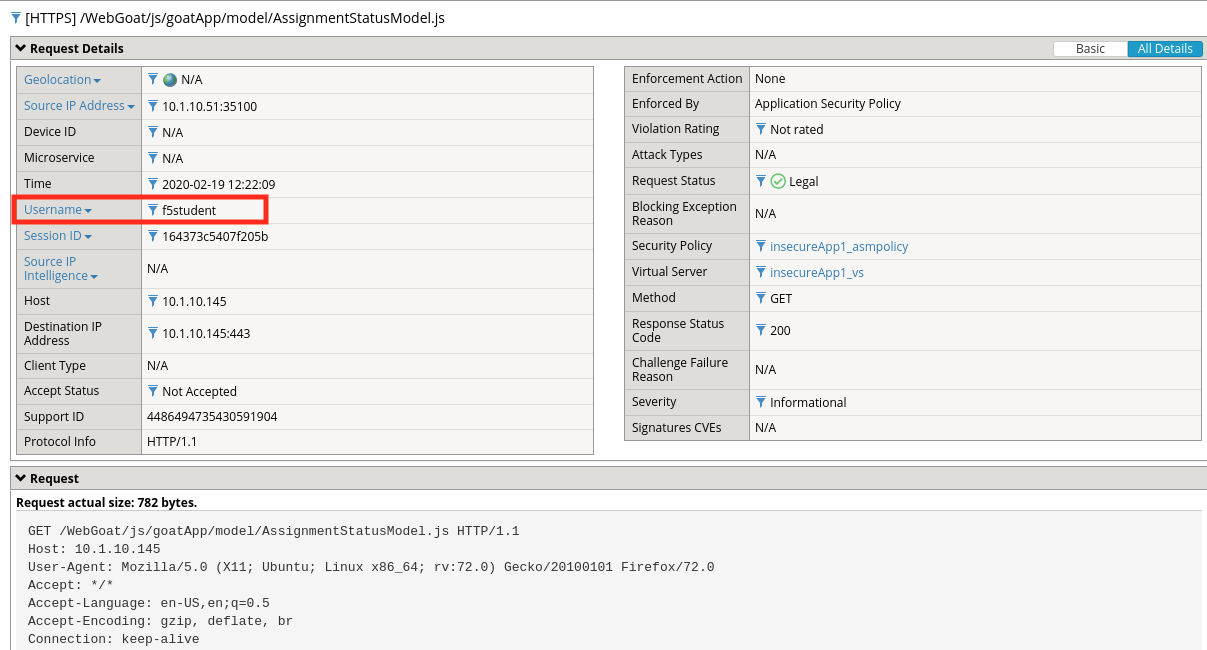 [HTTPS] /WebGoat/js/goatApp/model/AssignmentStatusModel.js
Request Details
Basic
All Details
Geolocation N/A
Source IP Address 10.1.10.51:35100
Device ID N/A
Microservice N/A
Time 2020-02-19 12:22:09
Username f5student
Session ID 164373c5407f205b
Source IP
Intelligence N/A
Host 10.1.10.145
Destination IP
Address 10.1.10.145:443
Client Type N/A
Accept Status Not Accepted
Support ID 4486494735430591904
Protocol Info HTTP/1.1
Enforcement Action None
Enforced By Application Security Policy
Violation Rating Not rated
Attack Types N/A
Request Status Legal
Blocking Exception
Reason N/A
Security Policy insecureApp1_asmpolicy
Virtual Server insecureApp1_vs
Method GET
Response Status
Code 200
Challenge Failure
Reason N/A
Severity Informational
Signatures CVEs N/A
Request
Request actual size: 782 bytes.
GET /WebGoat/js/goatApp/model/AssignmentStatusModel.js HTTP/1.1
Host: 10.1.10.145
User-Agent: Mozilla/5.0 (X11; Ubuntu; Linux x86_64; rv:72.0) Gecko/20100101 Firefox/72.0
Accept: */*
Accept-Language: en-US,en;q=0.5
Accept-Encoding: gzip, deflate, br
Connection: keep-alive